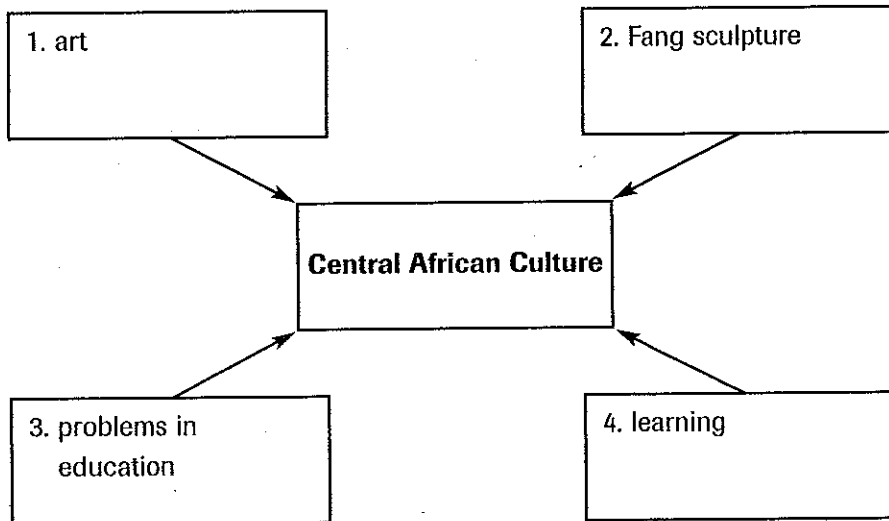 1. art
2. Fang sculpture
Central African Culture
3. problems in
education
4. learning